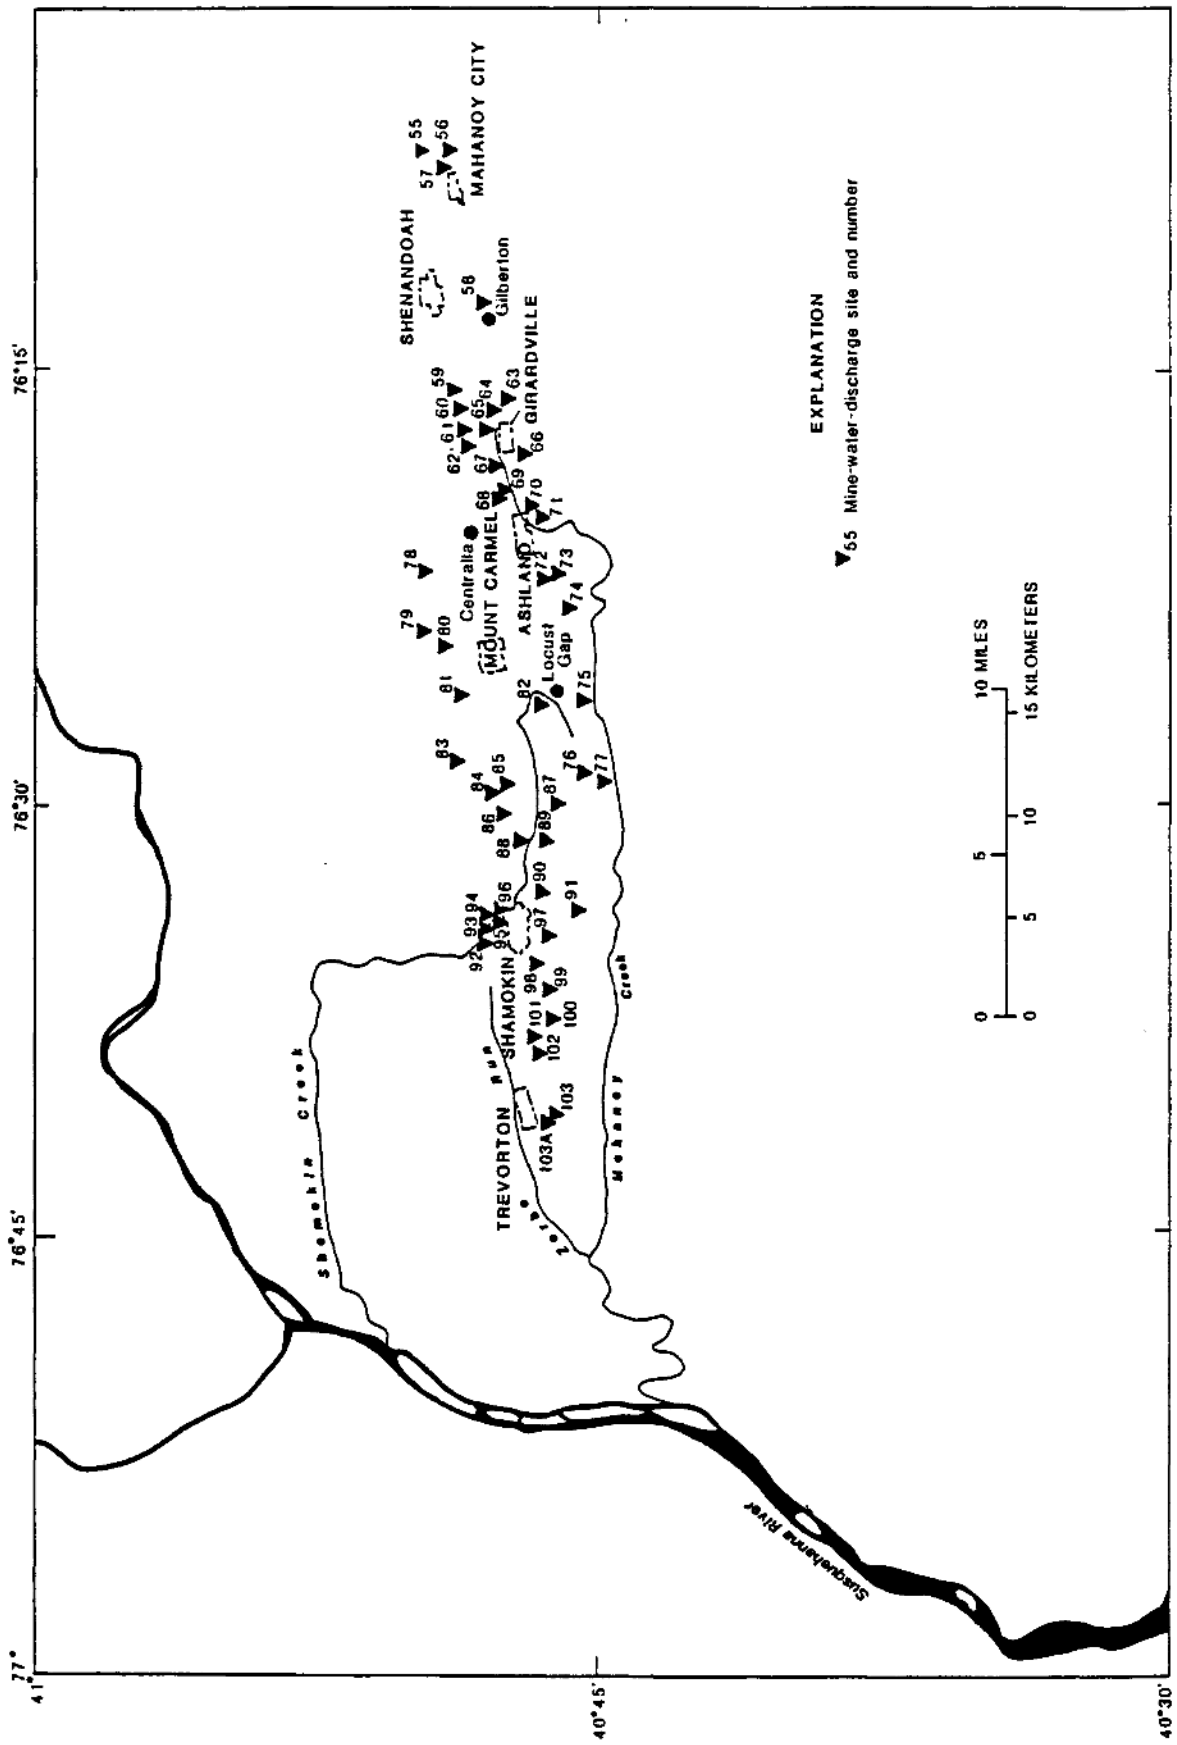 77°
76°45'
76°30'
76°15'
41°
40°45'
40°30'
55
56
57
MAHANOY CITY
SHENANDOAH
58
Gilberton
59
60
61
62
63
64
65
GIRARDVILLE
66
67
68
69
70
71
Centralia
MOUNT CARMEL
ASHLAND
72
73
74
78
79
80
81
82
Locust
Gap
75
76
77
83
84
85
86
87
88
89
90
91
92
93
94
95
96
97
SHAMOKIN
98
99
100
101
102
103
103A
TREVORTON
Zerbe
Run
Shamokin Creek
Mahanoy Creek
Susquehanna River
EXPLANATION
55 Mine-water-discharge site and number
0 5 10 MILES
0 5 10 15 KILOMETERS